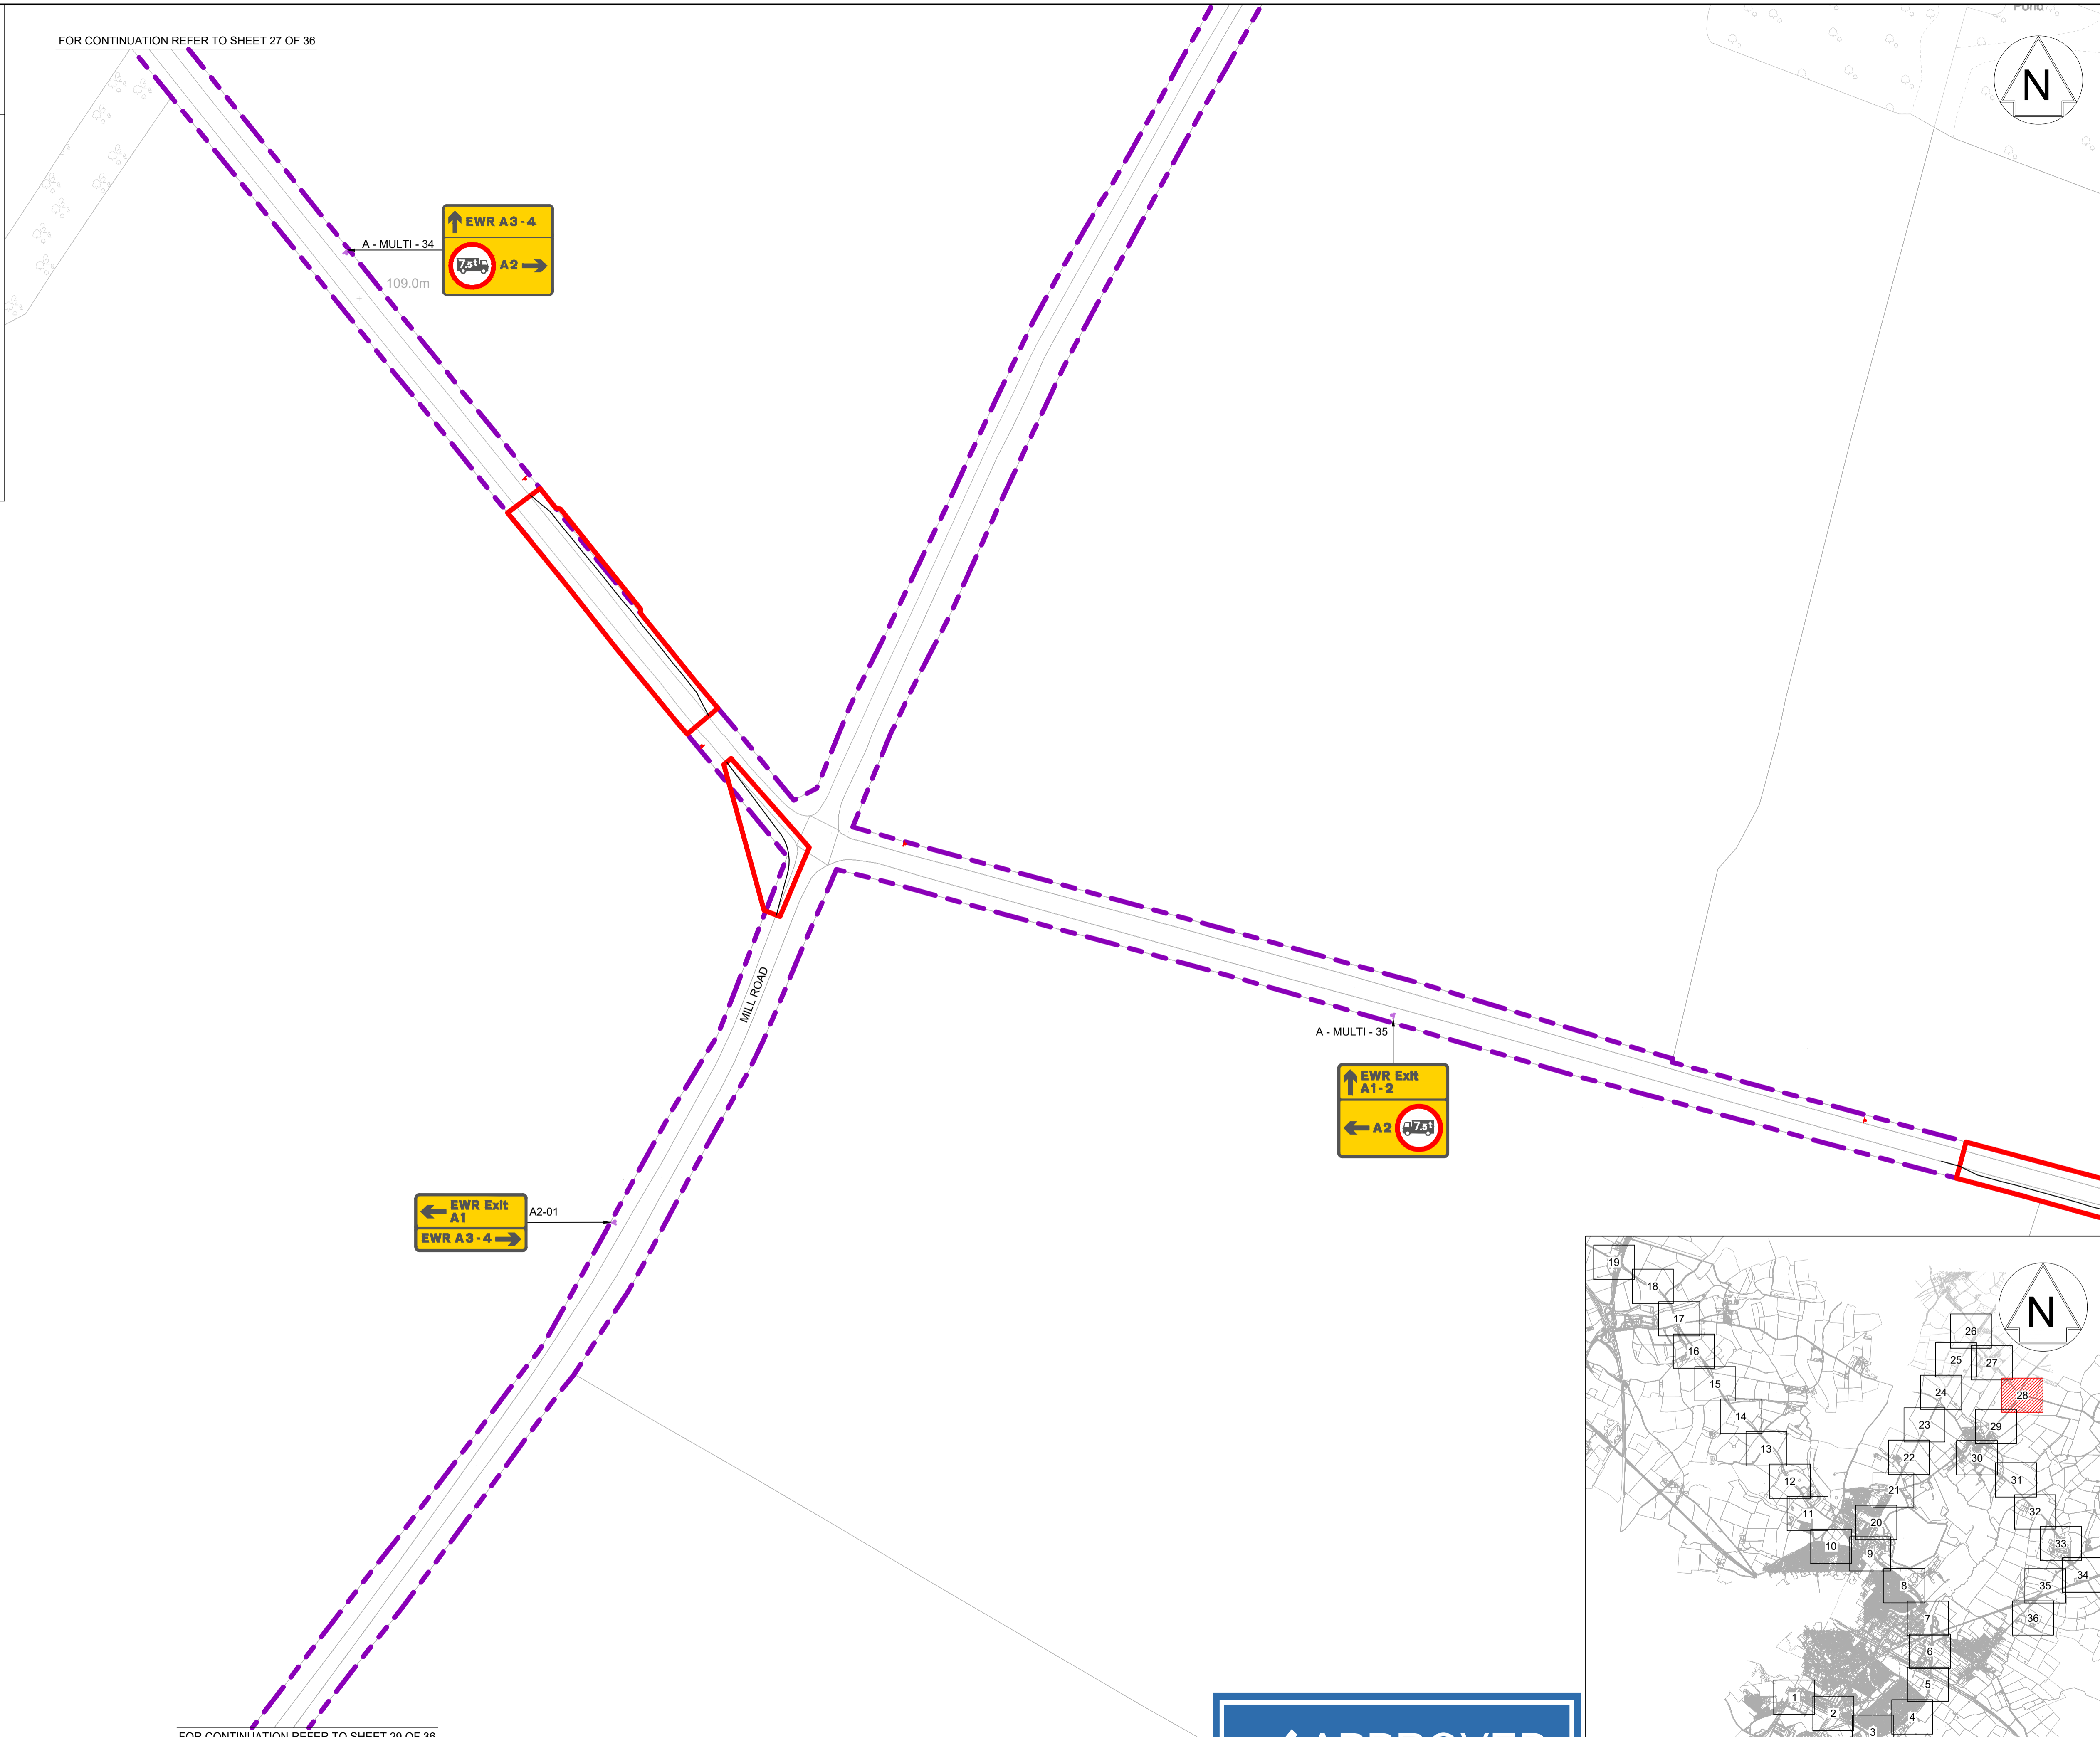 FOR CONTINUATION REFER TO SHEET 27 OF 36
Pond
N
A - MULTI - 34
EWR A3-4
7.5t
A2
109.0m
MILL ROAD
A - MULTI - 35
EWR Exit
A1-2
A2
7.5t
EWR Exit
A1
EWR A3-4
A2-01
FOR CONTINUATION REFER TO SHEET 29 OF 36
APPROVED
N
19
18
17
16
15
14
13
12
11
10
9
20
21
22
23
24
25
26
27
28
29
30
31
32
33
34
35
36
8
7
6
5
4
3
2
1